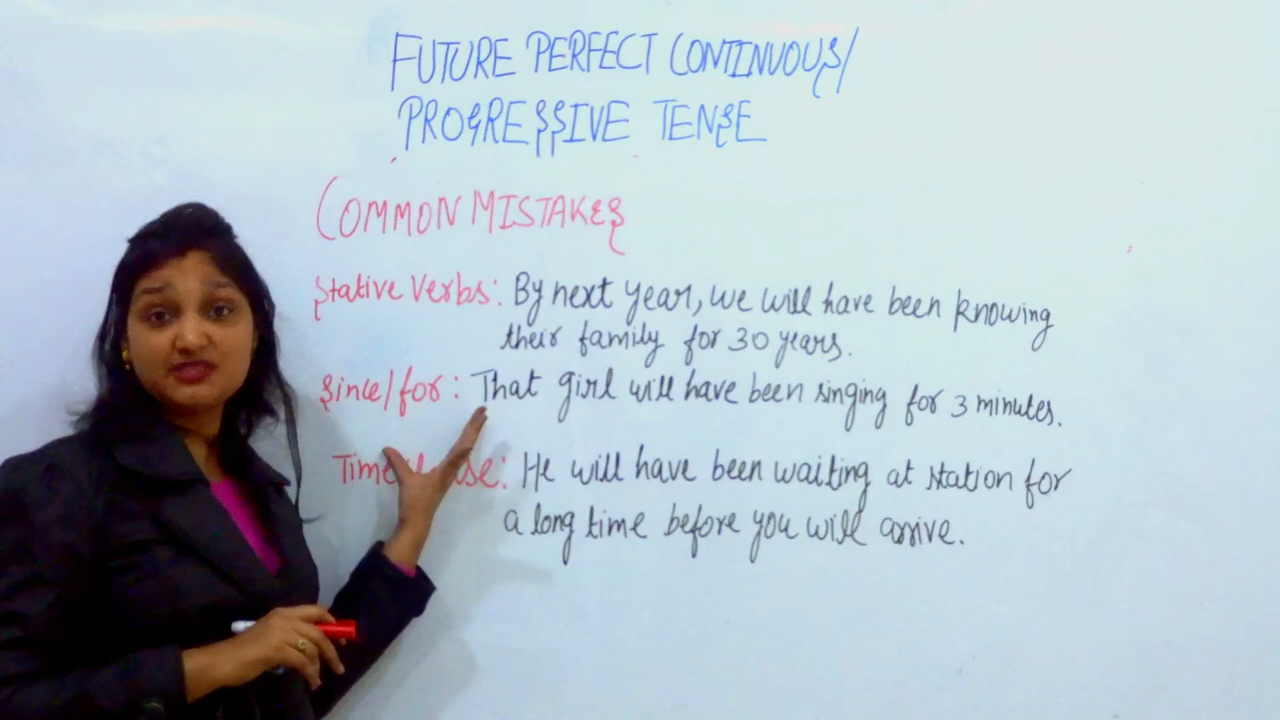 FUTURE PERFECT CONTINUOUS/
PROGRESSIVE TENSE
COMMON MISTAKES
Stative Verbs: By next year, we will have been knowing
their family for 30 years.
Since/for: That girl will have been singing for 3 minutes.
Time : He will have been waiting at station for
a long time before you will arrive.